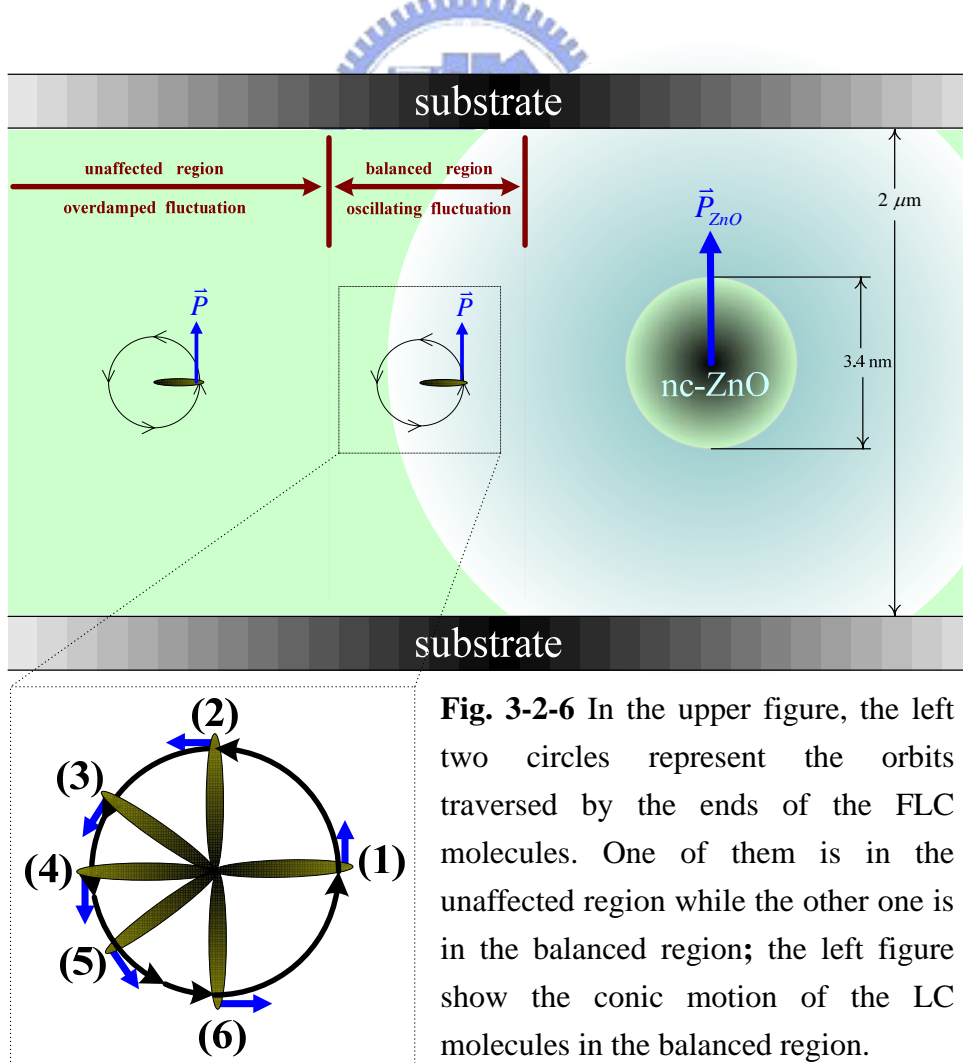 substrate
unaffected region
overdamped fluctuation
balanced region
oscillating fluctuation
P⃗
P⃗
P⃗ZnO
nc-ZnO
3.4 nm
2 μm
substrate
(1)
(2)
(3)
(4)
(5)
(6)
Fig. 3-2-6 In the upper figure, the left
two circles represent the orbits
traversed by the ends of the FLC
molecules. One of them is in the
unaffected region while the other one is
in the balanced region; the left figure
show the conic motion of the LC
molecules in the balanced region.